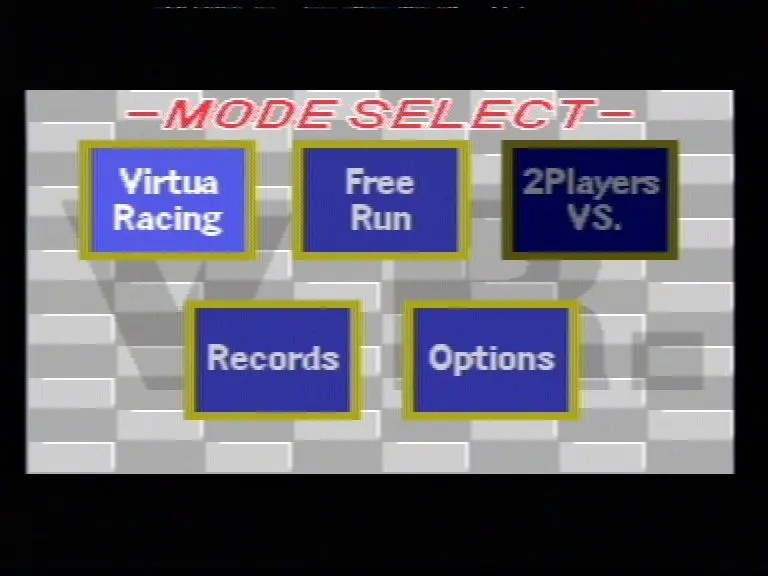 -MODE SELECT-
Virtua
Racing
Free
Run
2Players
VS.
Records
Options
V.R.